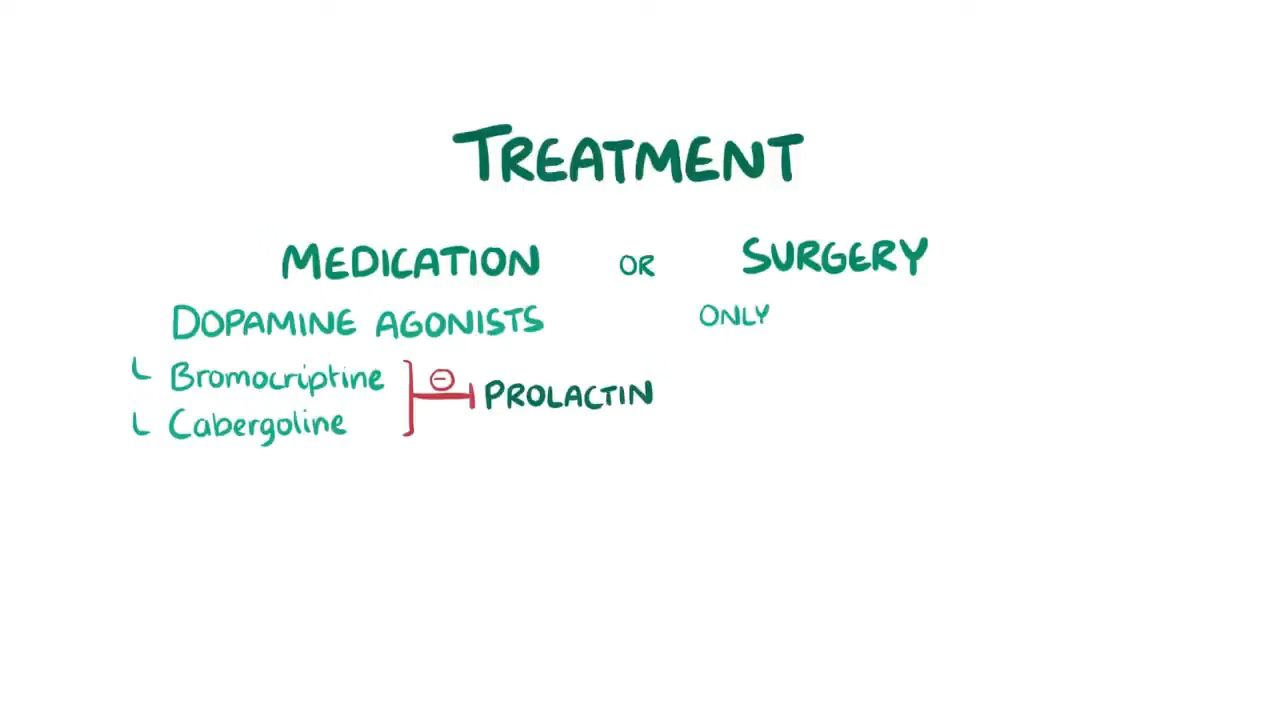 TREATMENT
MEDICATION OR SURGERY
DOPAMINE AGONISTS ONLY
Bromocriptine
Cabergoline
PROLACTIN